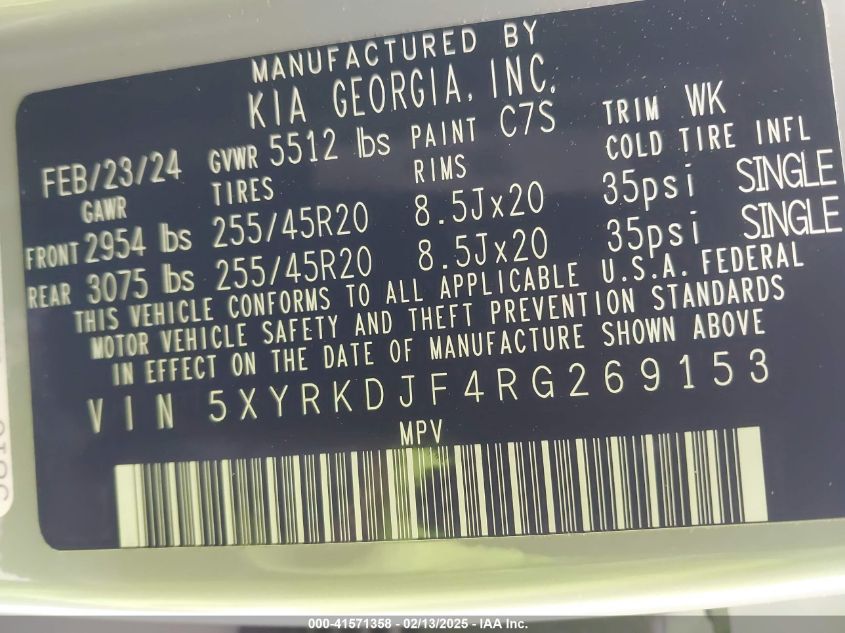 MANUFACTURED BY
KIA GEORGIA, INC.
FEB/23/24 GVWR 5512 lbs PAINT C7S TRIM WK
GAWR TIRES RIMS COLD TIRE INFL
FRONT 2954 lbs 255/45R20 8.5Jx20 35psi SINGLE
REAR 3075 lbs 255/45R20 8.5Jx20 35psi SINGLE
THIS VEHICLE CONFORMS TO ALL APPLICABLE U.S.A. FEDERAL
MOTOR VEHICLE SAFETY AND THEFT PREVENTION STANDARDS
IN EFFECT ON THE DATE OF MANUFACTURE SHOWN ABOVE
VIN 5XYRKDJF4RG269153
MPV
000-41571358 - 02/13/2025 - IAA Inc.